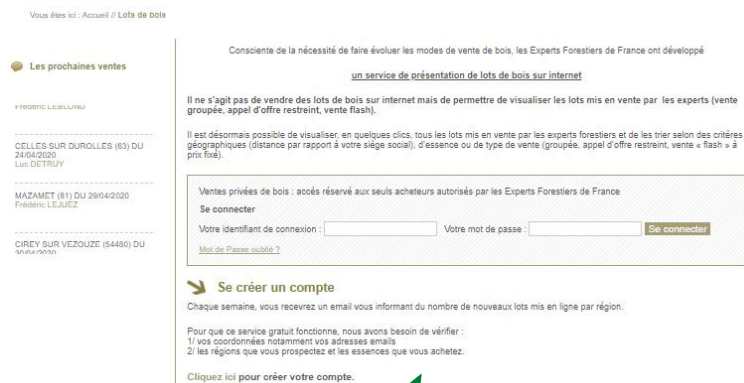 Vous êtes ici : Accueil // Lots de bois
Les prochaines ventes
Frédéric LEBLOND
CELLES SUR DUROLLES (63) DU
24/04/2020
Luc DETRUY
MAZAMET (81) DU 29/04/2020
Frédéric LEJUEZ
CIREY SUR VEZOUZE (54480) DU
30/04/2020
Consciente de la nécessité de faire évoluer les modes de vente de bois, les Experts Forestiers de France ont développé
un service de présentation de lots de bois sur internet
Il ne s'agit pas de vendre des lots de bois sur internet mais de permettre de visualiser les lots mis en vente par les experts (vente
groupée, appel d'offre restreint, vente flash).
Il est désormais possible de visualiser, en quelques clics, tous les lots mis en vente par les experts forestiers et de les trier selon des critères
géographiques (distance par rapport à votre siège social), d'essence ou de type de vente (groupée, appel d'offre restreint, vente « flash » à
prix fixé).
Ventes privées de bois : accès réservé aux seuls acheteurs autorisés par les Experts Forestiers de France
Se connecter
Votre identifiant de connexion : Votre mot de passe : Se connecter
Mot de Passe oublié ?
Se créer un compte
Chaque semaine, vous recevrez un email vous informant du nombre de nouveaux lots mis en ligne par région.
Pour que ce service gratuit fonctionne, nous avons besoin de vérifier :
1/ vos coordonnées notamment vos adresses emails
2/ les régions que vous prospectez et les essences que vous achetez.
Cliquez ici pour créer votre compte.